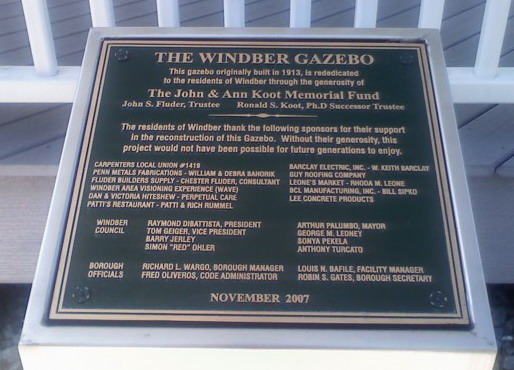 THE WINDBER GAZEBO
This gazebo originally built in 1913, is rededicated
to the residents of Windber through the generosity of
The John & Ann Koot Memorial Fund
John S. Fluder, Trustee Ronald S. Koot, Ph.D Successor Trustee
The residents of Windber thank the following sponsors for their support
in the reconstruction of this Gazebo. Without their generosity, this
project would not have been possible for future generations to enjoy.
CARPENTERS LOCAL UNION #1419
PENN METALS FABRICATIONS - WILLIAM & DEBRA BAHORIK
FLUDER BUILDERS SUPPLY - CHESTER FLUDER, CONSULTANT
WINDBER AREA VISIONING EXPERIENCE (WAVE)
DAN & VICTORIA HITESHEW - PERPETUAL CARE
PATTI'S RESTAURANT - PATTI & RICH RUMMEL
BARCLAY ELECTRIC, INC. - W. KEITH BARCLAY
GUY ROOFING COMPANY
LEONE'S MARKET - RHODA M. LEONE
BCL MANUFACTURING, INC. - BILL SIPKO
LEE CONCRETE PRODUCTS
WINDBER RAYMOND DIBATTISTA, PRESIDENT
COUNCIL TOM GEIGER, VICE PRESIDENT
BARRY JERLEY
SIMON "RED" OHLER
ARTHUR PALUMBO, MAYOR
GEORGE M. LEDNEY
SONYA PEKELA
ANTHONY TURCATO
BOROUGH RICHARD L. WARGO, BOROUGH MANAGER
OFFICIALS FRED OLIVEROS, CODE ADMINISTRATOR
LOUIS N. BAFILE, FACILITY MANAGER
ROBIN S. GATES, BOROUGH SECRETARY
NOVEMBER 2007